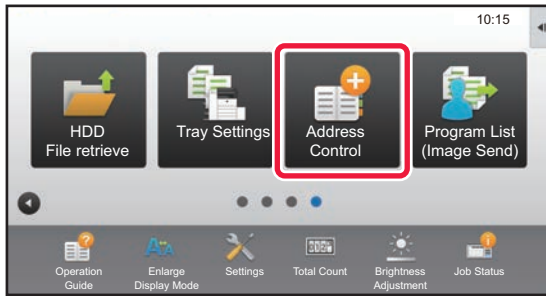 10:15
HDD
File retrieve
Tray Settings
Address
Control
Program List
(Image Send)
Operation
Guide
Enlarge
Display Mode
Settings
Total Count
Brightness
Adjustment
Job Status